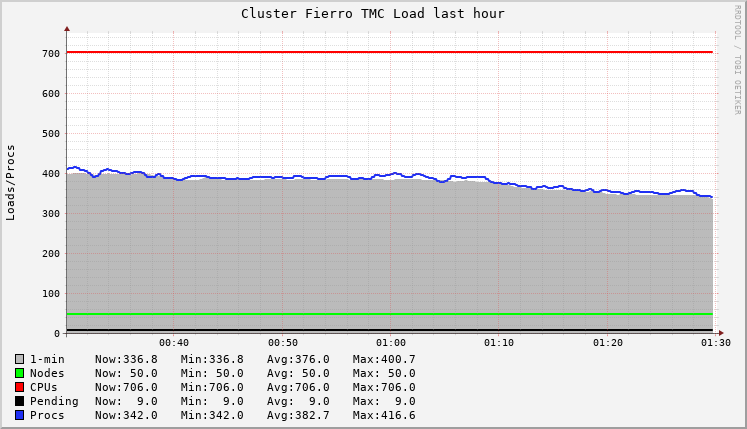 Cluster Fierro TMC Load last hour
RRDTOOL / TOBI OETIKER
Loads/Procs
700
600
500
400
300
200
100
0
00:40 00:50 01:00 01:10 01:20 01:30
1-min Now:336.8 Min:336.8 Avg:376.0 Max:400.7
Nodes Now: 50.0 Min: 50.0 Avg: 50.0 Max: 50.0
CPUs Now:706.0 Min:706.0 Avg:706.0 Max:706.0
Pending Now: 9.0 Min: 9.0 Avg: 9.0 Max: 9.0
Procs Now:342.0 Min:342.0 Avg:382.7 Max:416.6